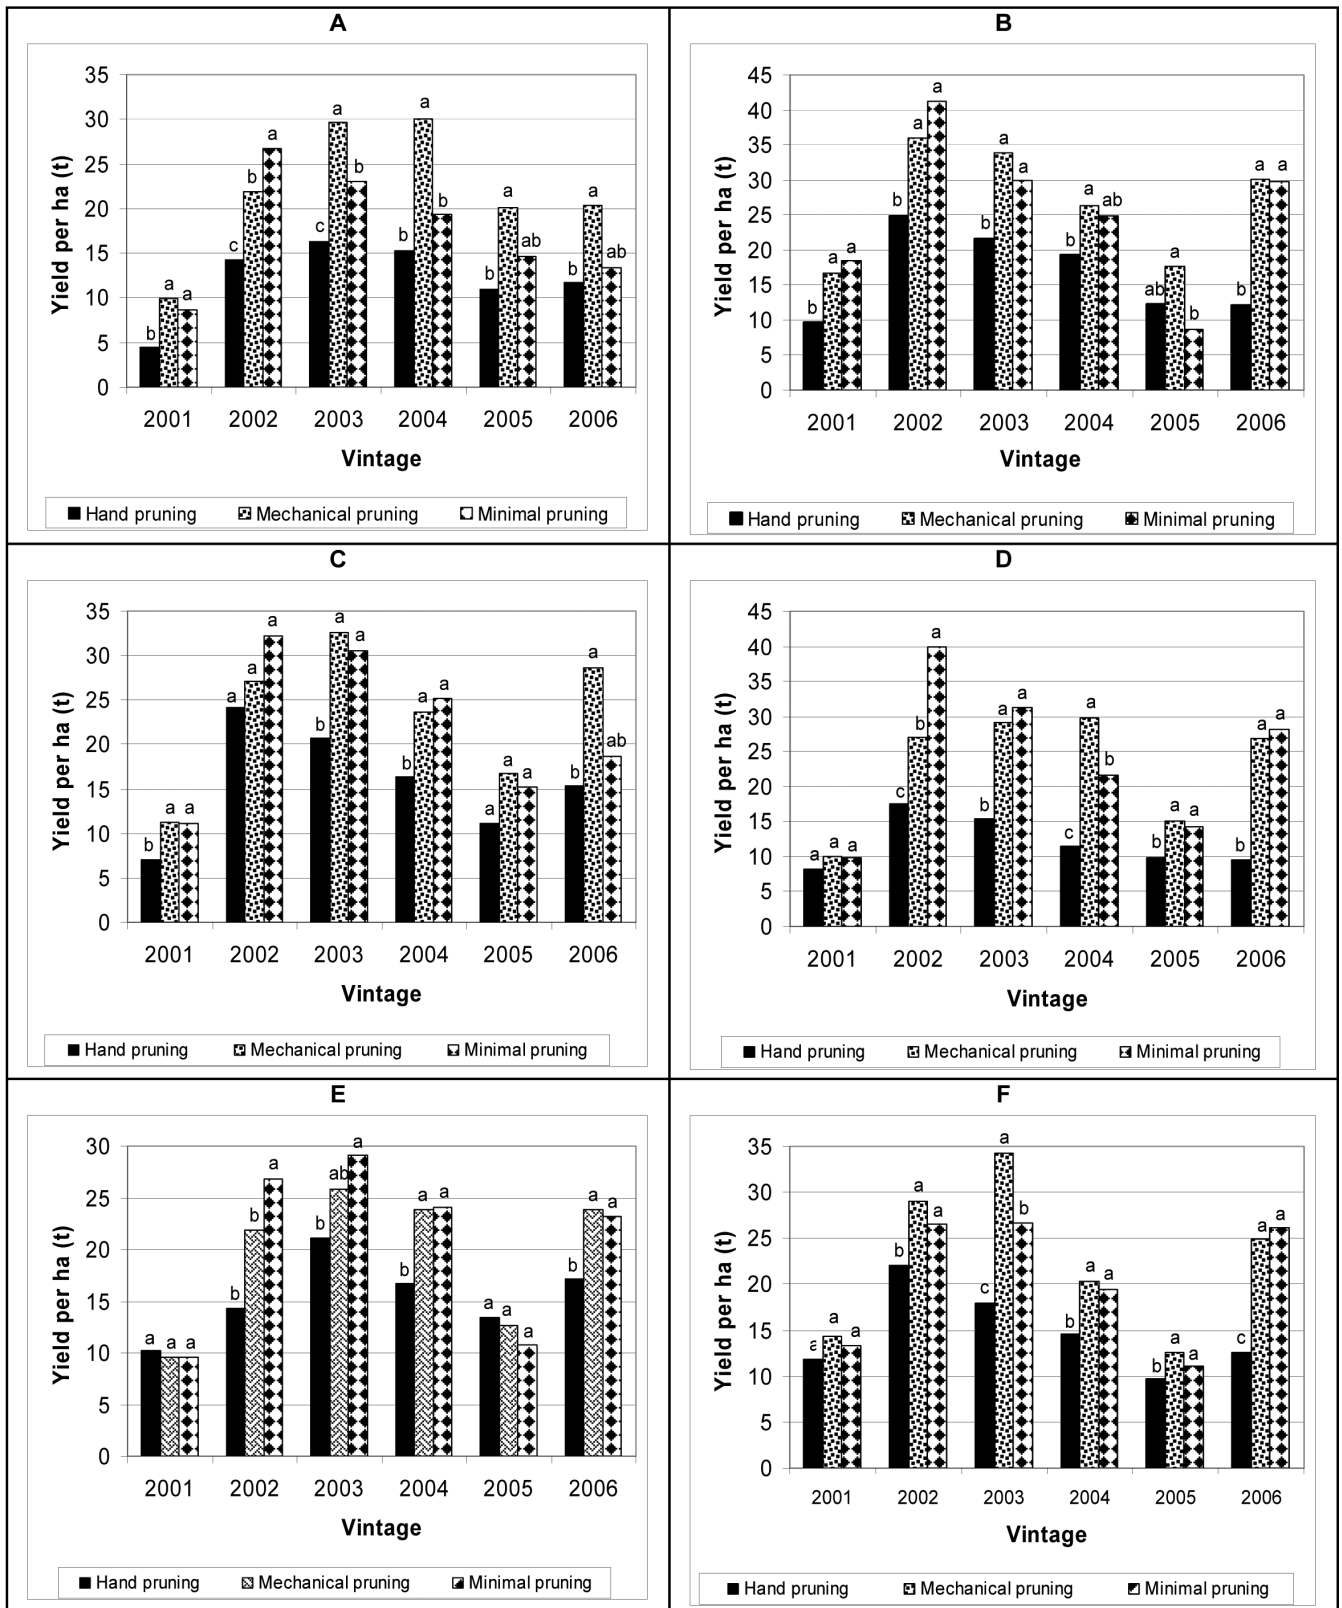 A
Yield per ha (t)
35
30
25
20
15
10
5
0
b a a
c b a
c a b
b a b
b a ab
b a ab
2001 2002 2003 2004 2005 2006
Vintage
Hand pruning Mechanical pruning Minimal pruning
B
Yield per ha (t)
45
40
35
30
25
20
15
10
5
0
b a a
b a a
b a a
b a ab
ab a b
b a a
2001 2002 2003 2004 2005 2006
Vintage
Hand pruning Mechanical pruning Minimal pruning
C
Yield per ha (t)
35
30
25
20
15
10
5
0
b a a
a a a
b a a
b a a
a a a
b a ab
2001 2002 2003 2004 2005 2006
Vintage
Hand pruning Mechanical pruning Minimal pruning
D
Yield per ha (t)
45
40
35
30
25
20
15
10
5
0
a a a
c b a
b a a
c a b
b a a
b a a
2001 2002 2003 2004 2005 2006
Vintage
Hand pruning Mechanical pruning Minimal pruning
E
Yield per ha (t)
30
25
20
15
10
5
0
a a a
b b a
b ab a
b a a
a a a
b a a
2001 2002 2003 2004 2005 2006
Vintage
Hand pruning Mechanical pruning Minimal pruning
F
Yield per ha (t)
35
30
25
20
15
10
5
0
a a a
b a a
c a b
b a a
b a a
c a a
2001 2002 2003 2004 2005 2006
Vintage
Hand pruning Mechanical pruning Minimal pruning